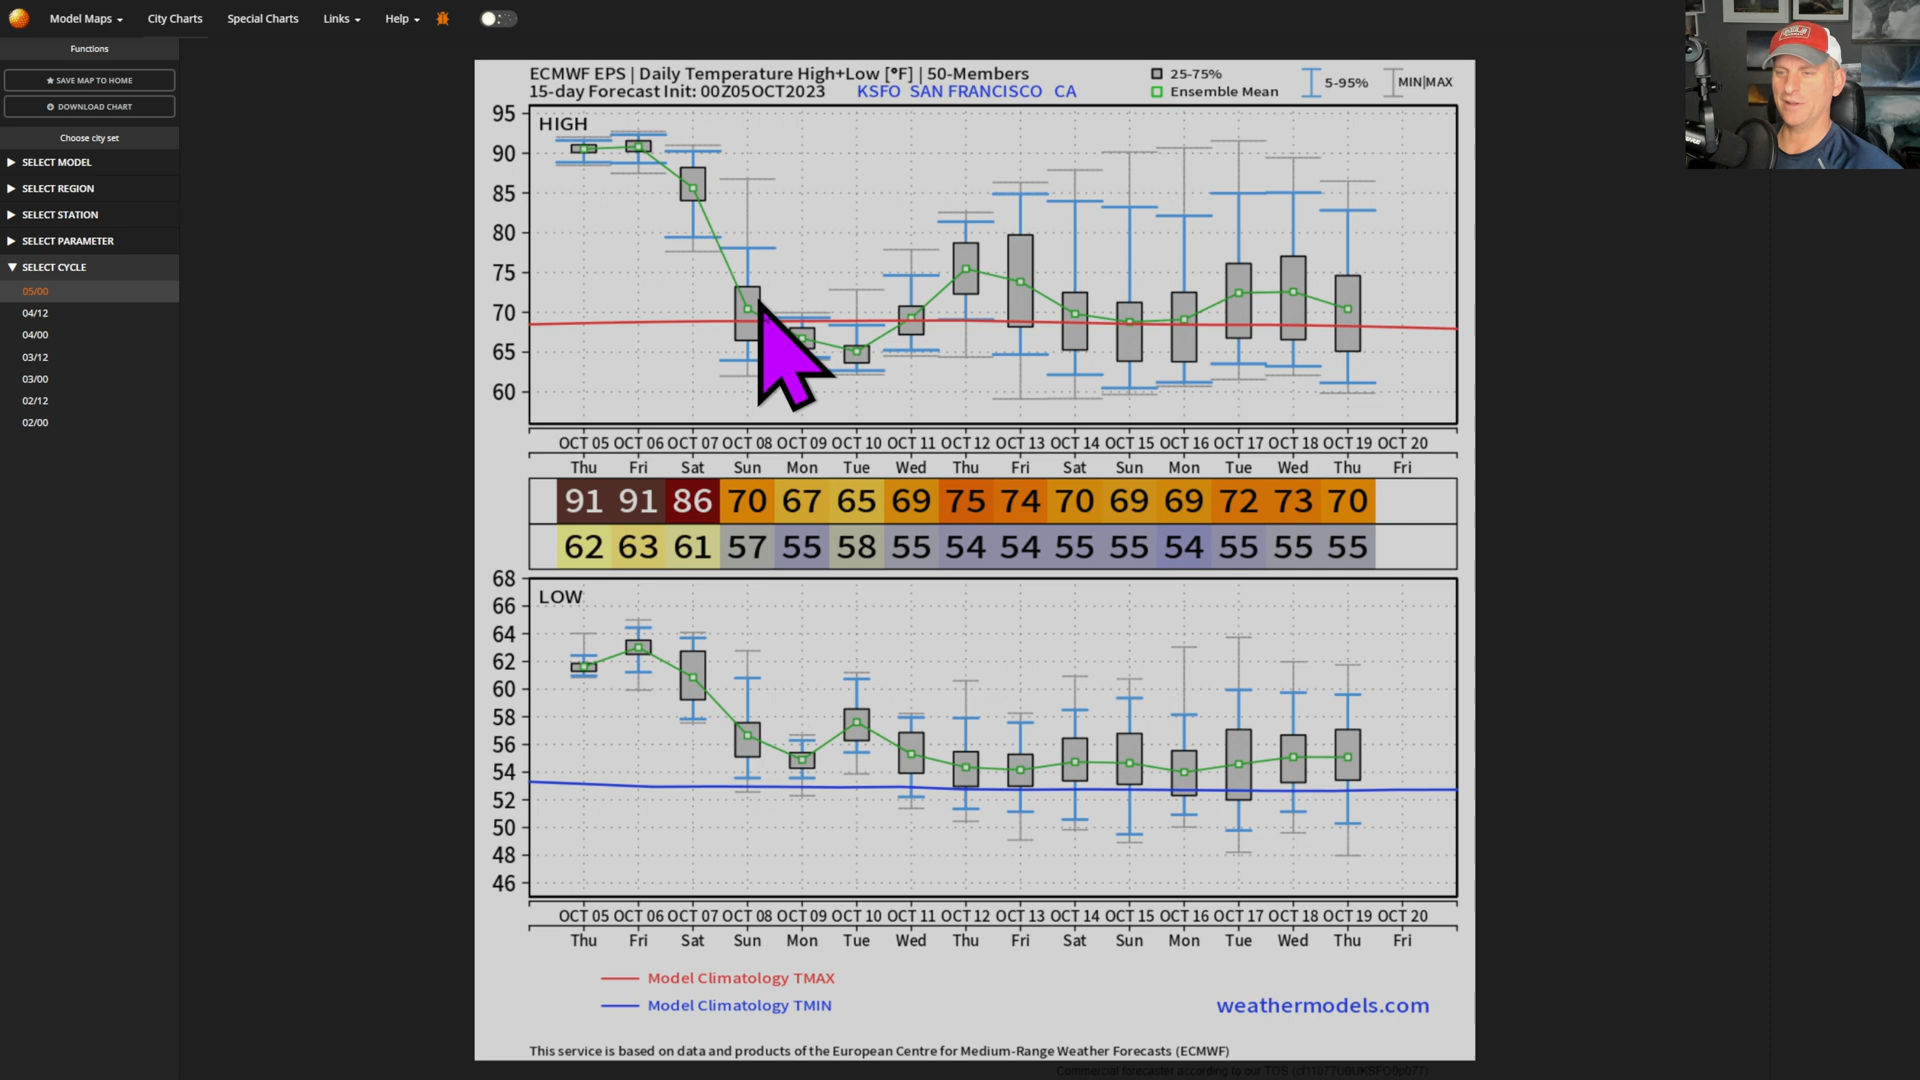 Model Maps City Charts Special Charts Links Help
Functions
SAVE MAP TO HOME
DOWNLOAD CHART
Choose city set
SELECT MODEL
SELECT REGION
SELECT STATION
SELECT PARAMETER
SELECT CYCLE
05/00
04/12
04/00
03/12
03/00
02/12
02/00
ECMWF EPS | Daily Temperature High+Low [°F] | 50-Members
15-day Forecast Init: 00Z05OCT2023 KSFO SAN FRANCISCO CA
25-75%
Ensemble Mean
5-95%
MIN|MAX
HIGH
95
90
85
80
75
70
65
60
OCT 05 OCT 06 OCT 07 OCT 08 OCT 09 OCT 10 OCT 11 OCT 12 OCT 13 OCT 14 OCT 15 OCT 16 OCT 17 OCT 18 OCT 19 OCT 20
Thu Fri Sat Sun Mon Tue Wed Thu Fri Sat Sun Mon Tue Wed Thu Fri
91 91 86 70 67 65 69 75 74 70 69 69 72 73 70
62 63 61 57 55 58 55 54 54 55 55 54 55 55 55
LOW
68
66
64
62
60
58
56
54
52
50
48
46
OCT 05 OCT 06 OCT 07 OCT 08 OCT 09 OCT 10 OCT 11 OCT 12 OCT 13 OCT 14 OCT 15 OCT 16 OCT 17 OCT 18 OCT 19 OCT 20
Thu Fri Sat Sun Mon Tue Wed Thu Fri Sat Sun Mon Tue Wed Thu Fri
Model Climatology TMAX
Model Climatology TMIN
weathermodels.com
This service is based on data and products of the European Centre for Medium-Range Weather Forecasts (ECMWF)
Commercial forecaster according to our TOS